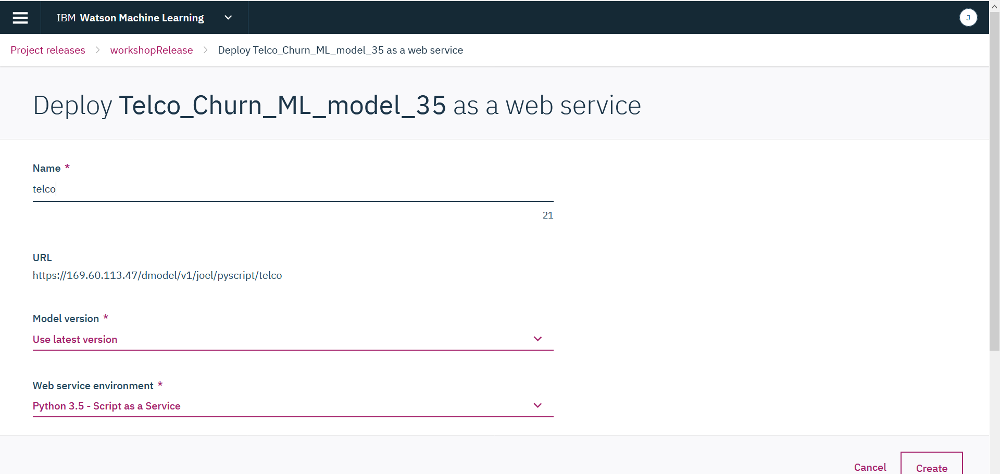 IBM Watson Machine Learning
J
Project releases > workshopRelease > Deploy Telco_Churn_ML_model_35 as a web service
Deploy Telco_Churn_ML_model_35 as a web service
Name *
telco
21
URL
https://169.60.113.47/dmodel/v1/joel/pyscript/telco
Model version *
Use latest version
Web service environment *
Python 3.5 - Script as a Service
Cancel Create